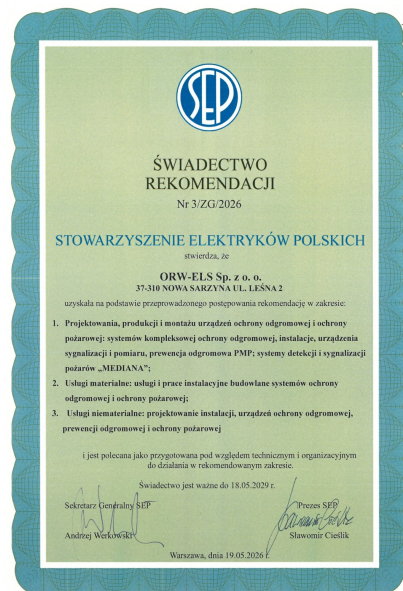 SEP
ŚWIADECTWO
REKOMENDACJI
Nr 3/ZG/2026
STOWARZYSZENIE ELEKTRYKÓW POLSKICH
stwierdza, że
ORW-ELS Sp. z o. o.
37-310 NOWA SARZYNA UL. LEŚNA 2
uzyskała na podstawie przeprowadzonego postępowania rekomendację w zakresie:
1. Projektowania, produkcji i montażu urządzeń ochrony odgromowej i ochrony
pożarowej: systemów kompleksowej ochrony odgromowej, instalacje, urządzenia
sygnalizacji i pomiaru, prewencja odgromowa PMP; systemy detekcji i sygnalizacji
pożarów „MEDIANA";
2. Usługi materialne: usługi i prace instalacyjne budowlane systemów ochrony
odgromowej i ochrony pożarowej;
3. Usługi niematerialne: projektowanie instalacji, urządzeń ochrony odgromowej,
prewencji odgromowej i ochrony pożarowej
i jest polecana jako przygotowana pod względem technicznym i organizacyjnym
do działania w rekomendowanym zakresie.
Świadectwo jest ważne do 18.05.2029 r.
Sekretarz Generalny SEP
Prezes SEP
Andrzej Werkowski
Sławomir Cieślik
Warszawa, dnia 19.05.2026 r.